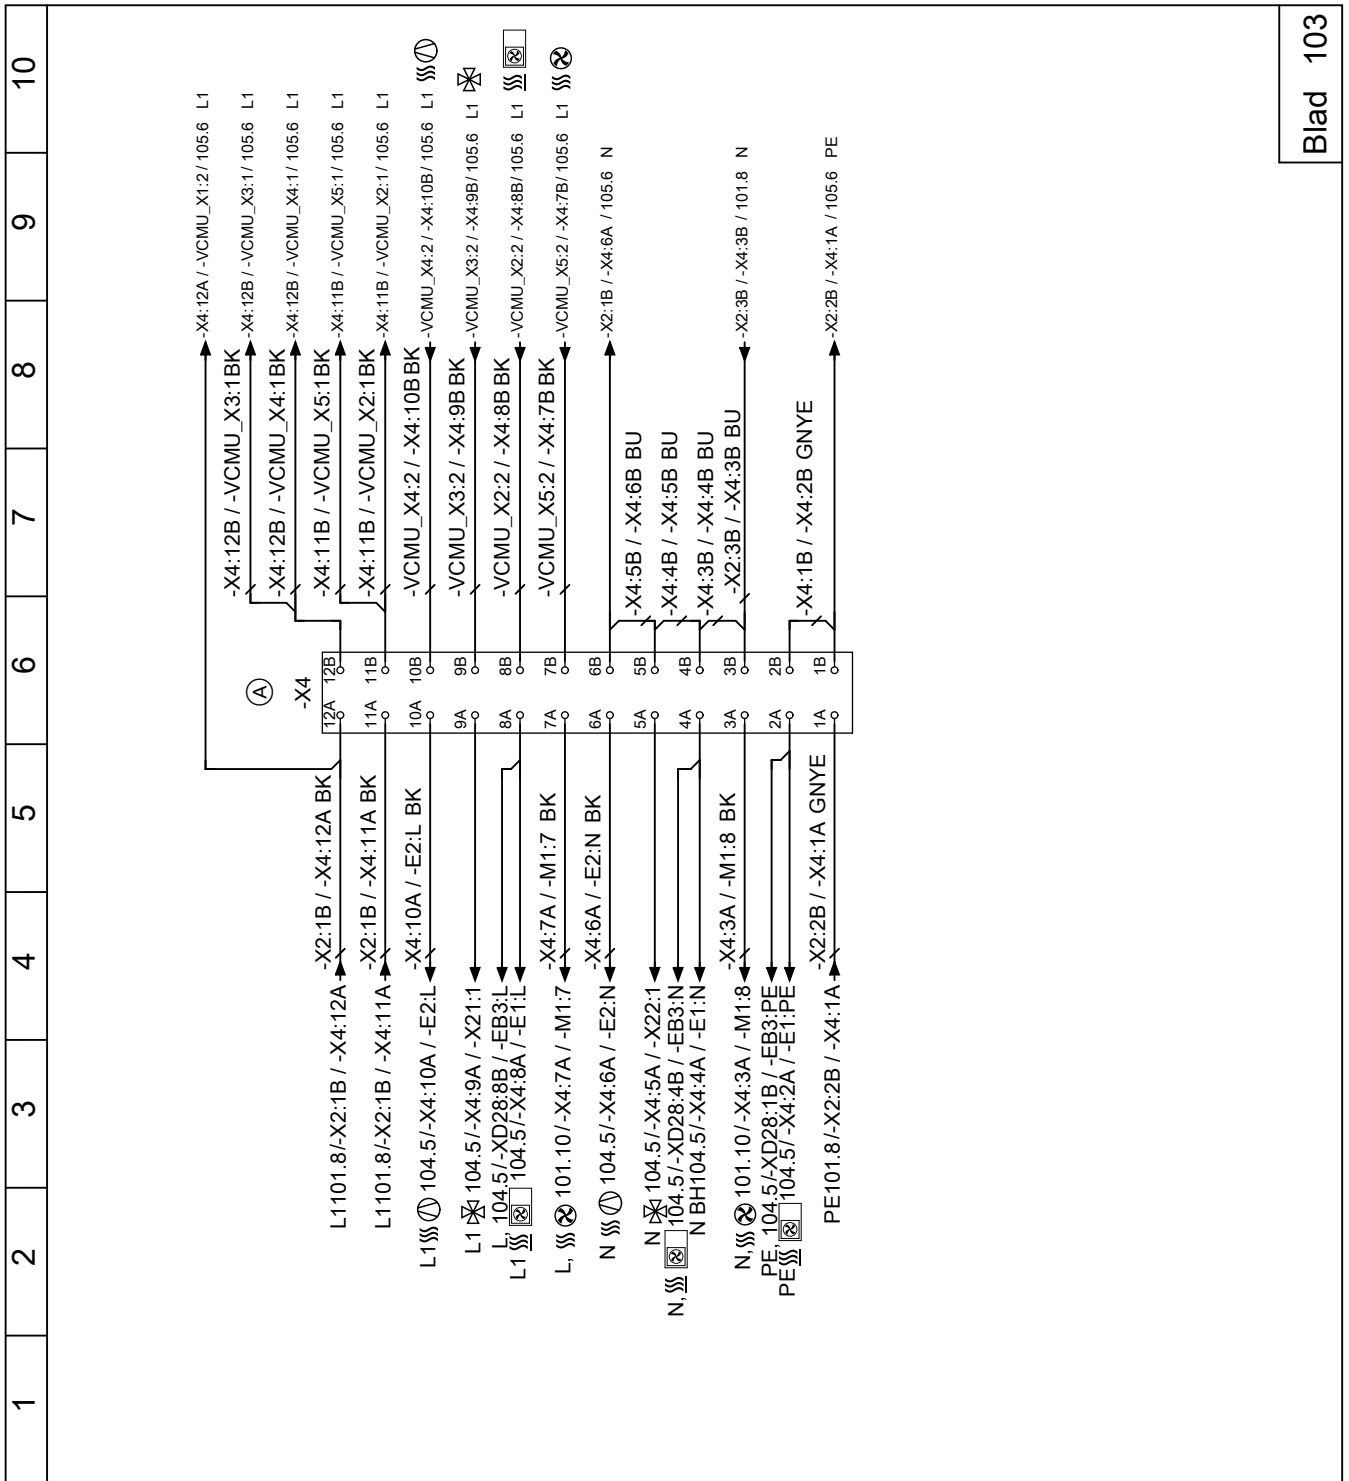 10
9
8
7
6
5
4
3
2
1
Blad 103
-X4:12A / -VCMU_X1:2 / 105.6 L1
-X4:12B / -VCMU_X3:1 / 105.6 L1
-X4:12B / -VCMU_X4:1 / 105.6 L1
-X4:11B / -VCMU_X5:1 / 105.6 L1
-X4:11B / -VCMU_X2:1 / 105.6 L1
-VCMU_X4:2 / -X4:10B / 105.6 L1
-VCMU_X3:2 / -X4:9B / 105.6 L1
-VCMU_X2:2 / -X4:8B / 105.6 L1
-VCMU_X5:2 / -X4:7B / 105.6 L1
-X2:1B / -X4:6A / 105.6 N
-X2:3B / -X4:3B / 101.8 N
-X2:2B / -X4:1A / 105.6 PE
-X4:12B / -VCMU_X3:1 BK
-X4:12B / -VCMU_X4:1 BK
-X4:11B / -VCMU_X5:1 BK
-X4:11B / -VCMU_X2:1 BK
-VCMU_X4:2 / -X4:10B BK
-VCMU_X3:2 / -X4:9B BK
-VCMU_X2:2 / -X4:8B BK
-VCMU_X5:2 / -X4:7B BK
-X4:5B / -X4:6B BU
-X4:4B / -X4:5B BU
-X4:3B / -X4:4B BU
-X2:3B / -X4:3B BU
-X4:1B / -X4:2B GNYE
A
-X4
12A 12B
11A 11B
10A 10B
9A 9B
8A 8B
7A 7B
6A 6B
5A 5B
4A 4B
3A 3B
2A 2B
1A 1B
-X2:1B / -X4:12A BK
-X2:1B / -X4:11A BK
-X4:10A / -E2:L BK
-X4:7A / -M1:7 BK
-X4:6A / -E2:N BK
-X4:3A / -M1:8 BK
-X2:2B / -X4:1A GNYE
L1101.8/-X2:1B / -X4:12A
L1101.8/-X2:1B / -X4:11A
L1 104.5/-X4:10A / -E2:L
L1 104.5/-X4:9A / -X21:1
L, 104.5/-XD28:8B / -EB3:L
L1 104.5/-X4:8A / -E1:L
L, 101.10/-X4:7A / -M1:7
N 104.5/-X4:6A / -E2:N
N 104.5/-X4:5A / -X22:1
N, 104.5/-XD28:4B / -EB3:N
N BH104.5/-X4:4A / -E1:N
N, 101.10/-X4:3A / -M1:8
PE, 104.5/-XD28:1B / -EB3:PE
PE 104.5/-X4:2A / -E1:PE
PE101.8/-X2:2B / -X4:1A